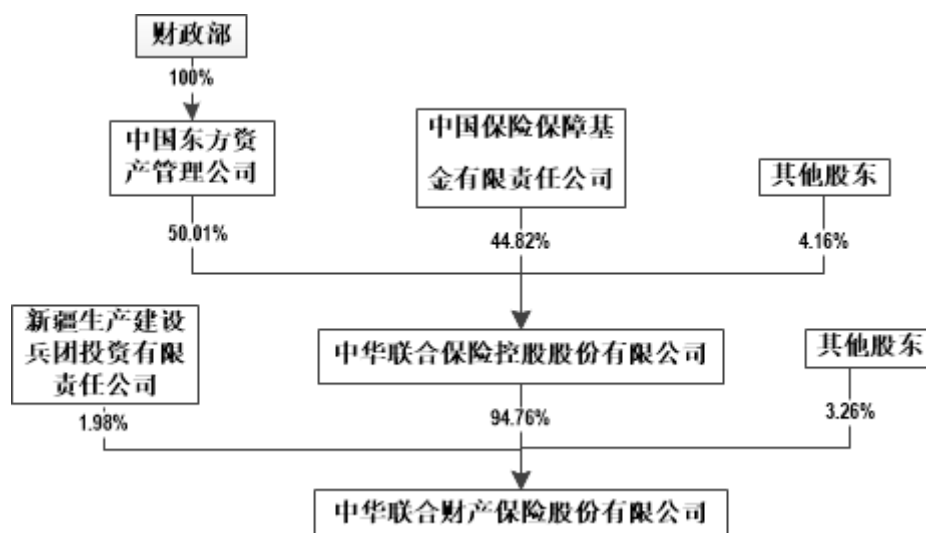 财政部
100%
中国东方资
产管理公司
中国保险保障基
金有限责任公司
其他股东
50.01%
44.82%
4.16%
新疆生产建设
兵团投资有限
责任公司
中华联合保险控股股份有限公司
其他股东
1.98%
94.76%
3.26%
中华联合财产保险股份有限公司